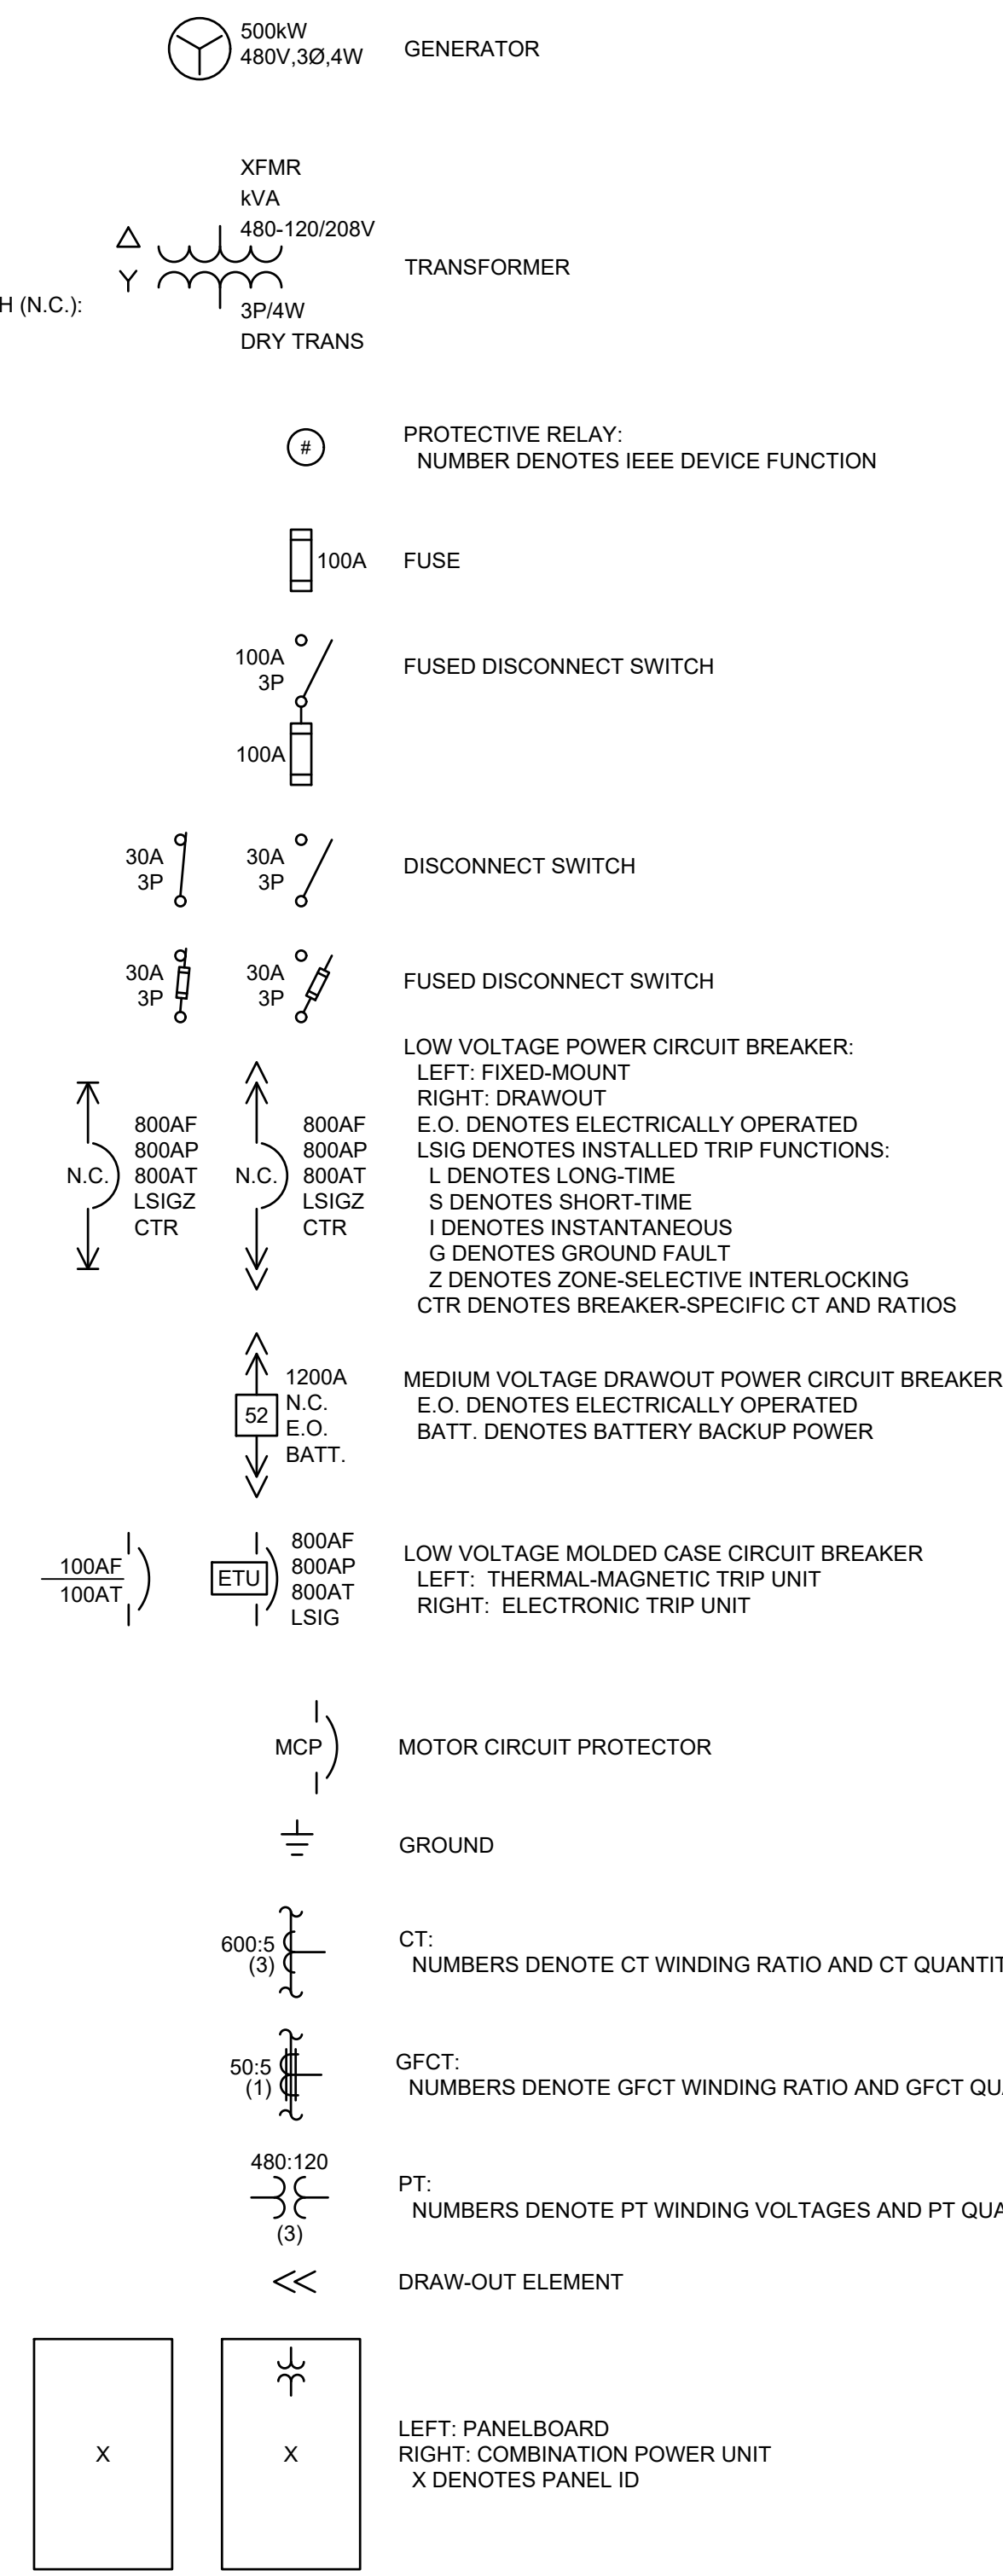 500kW
480V,3Ø,4W
GENERATOR
XFMR
kVA
480-120/208V
TRANSFORMER
H (N.C.):
3P/4W
DRY TRANS
#
PROTECTIVE RELAY:
NUMBER DENOTES IEEE DEVICE FUNCTION
100A
FUSE
100A
3P
FUSED DISCONNECT SWITCH
100A
30A
3P
30A
3P
DISCONNECT SWITCH
30A
3P
30A
3P
FUSED DISCONNECT SWITCH
N.C.
800AF
800AP
800AT
LSIGZ
CTR
N.C.
800AF
800AP
800AT
LSIGZ
CTR
LOW VOLTAGE POWER CIRCUIT BREAKER:
LEFT: FIXED-MOUNT
RIGHT: DRAWOUT
E.O. DENOTES ELECTRICALLY OPERATED
LSIG DENOTES INSTALLED TRIP FUNCTIONS:
L DENOTES LONG-TIME
S DENOTES SHORT-TIME
I DENOTES INSTANTANEOUS
G DENOTES GROUND FAULT
Z DENOTES ZONE-SELECTIVE INTERLOCKING
CTR DENOTES BREAKER-SPECIFIC CT AND RATIOS
52
1200A
N.C.
E.O.
BATT.
MEDIUM VOLTAGE DRAWOUT POWER CIRCUIT BREAKER
E.O. DENOTES ELECTRICALLY OPERATED
BATT. DENOTES BATTERY BACKUP POWER
100AF
100AT
ETU
800AF
800AP
800AT
LSIG
LOW VOLTAGE MOLDED CASE CIRCUIT BREAKER
LEFT: THERMAL-MAGNETIC TRIP UNIT
RIGHT: ELECTRONIC TRIP UNIT
MCP
MOTOR CIRCUIT PROTECTOR
GROUND
600:5
(3)
CT:
NUMBERS DENOTE CT WINDING RATIO AND CT QUANTIT
50:5
(1)
GFCT:
NUMBERS DENOTE GFCT WINDING RATIO AND GFCT QUA
480:120
(3)
PT:
NUMBERS DENOTE PT WINDING VOLTAGES AND PT QUA
DRAW-OUT ELEMENT
X
X
LEFT: PANELBOARD
RIGHT: COMBINATION POWER UNIT
X DENOTES PANEL ID